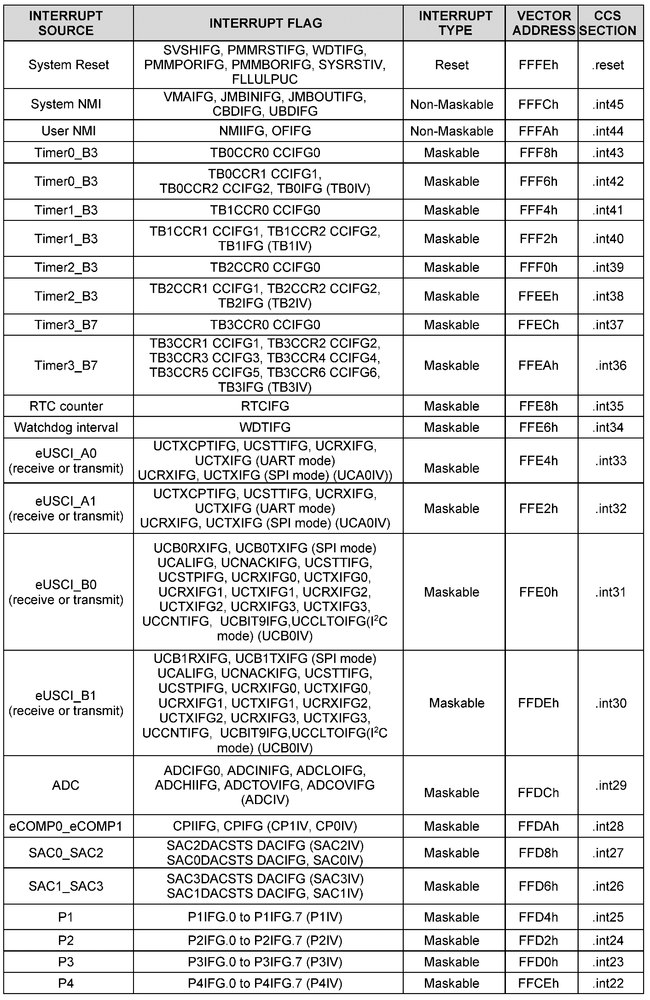 INTERRUPT SOURCE INTERRUPT FLAG INTERRUPT TYPE VECTOR ADDRESS CCS SECTION
System Reset
SVSHIFG, PMMRSTIFG, WDTIFG,
PMMPORIFG, PMMBORIFG, SYSRSTIV,
FLLULPUC
Reset FFFEh .reset
System NMI
VMAIFG, JMBINIFG, JMBOUTIFG,
CBDIFG, UBDIFG
Non-Maskable FFFCh .int45
User NMI NMIIFG, OFIFG Non-Maskable FFFAh .int44
Timer0_B3 TB0CCR0 CCIFG0 Maskable FFF8h .int43
Timer0_B3
TB0CCR1 CCIFG1,
TB0CCR2 CCIFG2, TB0IFG (TB0IV)
Maskable FFF6h .int42
Timer1_B3 TB1CCR0 CCIFG0 Maskable FFF4h .int41
Timer1_B3
TB1CCR1 CCIFG1, TB1CCR2 CCIFG2,
TB1IFG (TB1IV)
Maskable FFF2h .int40
Timer2_B3 TB2CCR0 CCIFG0 Maskable FFF0h .int39
Timer2_B3
TB2CCR1 CCIFG1, TB2CCR2 CCIFG2,
TB2IFG (TB2IV)
Maskable FFEEh .int38
Timer3_B7 TB3CCR0 CCIFG0 Maskable FFECh .int37
Timer3_B7
TB3CCR1 CCIFG1, TB3CCR2 CCIFG2,
TB3CCR3 CCIFG3, TB3CCR4 CCIFG4,
TB3CCR5 CCIFG5, TB3CCR6 CCIFG6,
TB3IFG (TB3IV)
Maskable FFEAh .int36
RTC counter RTCIFG Maskable FFE8h .int35
Watchdog interval WDTIFG Maskable FFE6h .int34
eUSCI_A0
(receive or transmit)
UCTXCPTIFG, UCSTTIFG, UCRXIFG,
UCTXIFG (UART mode)
UCRXIFG, UCTXIFG (SPI mode) (UCA0IV))
Maskable FFE4h .int33
eUSCI_A1
(receive or transmit)
UCTXCPTIFG, UCSTTIFG, UCRXIFG,
UCTXIFG (UART mode)
UCRXIFG, UCTXIFG (SPI mode) (UCA0IV)
Maskable FFE2h .int32
eUSCI_B0
(receive or transmit)
UCB0RXIFG, UCB0TXIFG (SPI mode)
UCALIFG, UCNACKIFG, UCSTTIFG,
UCSTPIFG, UCRXIFG0, UCTXIFG0,
UCRXIFG1, UCTXIFG1, UCRXIFG2,
UCTXIFG2, UCRXIFG3, UCTXIFG3,
UCCNTIFG, UCBIT9IFG,UCCLTOIFG(I²C
mode) (UCB0IV)
Maskable FFE0h .int31
eUSCI_B1
(receive or transmit)
UCB1RXIFG, UCB1TXIFG (SPI mode)
UCALIFG, UCNACKIFG, UCSTTIFG,
UCSTPIFG, UCRXIFG0, UCTXIFG0,
UCRXIFG1, UCTXIFG1, UCRXIFG2,
UCTXIFG2, UCRXIFG3, UCTXIFG3,
UCCNTIFG, UCBIT9IFG,UCCLTOIFG(I²C
mode) (UCB0IV)
Maskable FFDEh .int30
ADC
ADCIFG0, ADCINIFG, ADCLOIFG,
ADCHIIFG, ADCTOVIFG, ADCOVIFG
(ADCIV)
Maskable FFDCh .int29
eCOMP0_eCOMP1 CPIIFG, CPIFG (CP1IV, CP0IV) Maskable FFDAh .int28
SAC0_SAC2
SAC2DACSTS DACIFG (SAC2IV)
SAC0DACSTS DACIFG, SAC0IV)
Maskable FFD8h .int27
SAC1_SAC3
SAC3DACSTS DACIFG (SAC3IV)
SAC1DACSTS DACIFG, SAC1IV)
Maskable FFD6h .int26
P1 P1IFG.0 to P1IFG.7 (P1IV) Maskable FFD4h .int25
P2 P2IFG.0 to P2IFG.7 (P2IV) Maskable FFD2h .int24
P3 P3IFG.0 to P3IFG.7 (P3IV) Maskable FFD0h .int23
P4 P4IFG.0 to P4IFG.7 (P4IV) Maskable FFCEh .int22